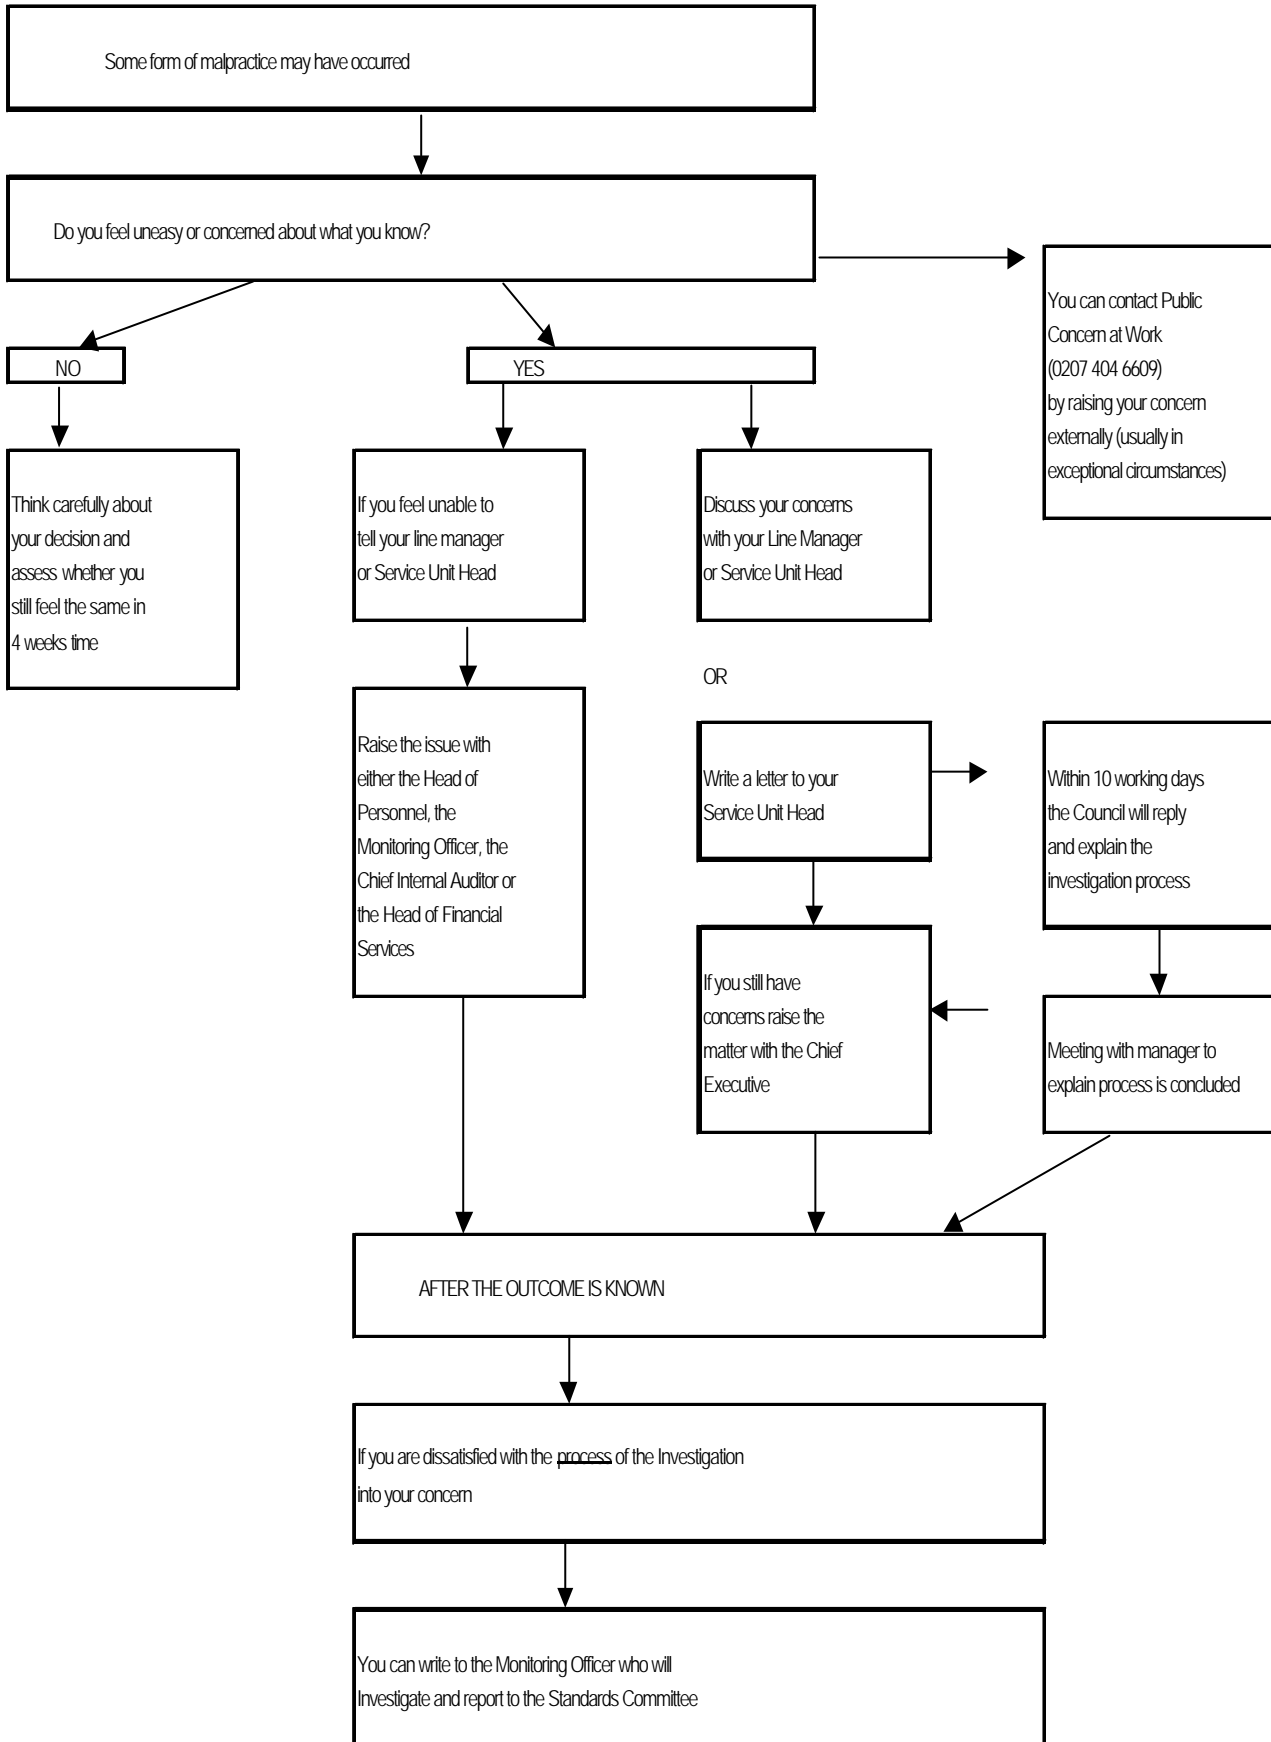 Some form of malpractice may have occurred
Do you feel uneasy or concerned about what you know?
You can contact Public
Concern at Work
(0207 404 6609)
by raising your concern
externally (usually in
exceptional circumstances)
NO
YES
Think carefully about
your decision and
assess whether you
still feel the same in
4 weeks time
If you feel unable to
tell your line manager
or Service Unit Head
Discuss your concerns
with your Line Manager
or Service Unit Head
OR
Raise the issue with
either the Head of
Personnel, the
Monitoring Officer, the
Chief Internal Auditor or
the Head of Financial
Services
Write a letter to your
Service Unit Head
Within 10 working days
the Council will reply
and explain the
investigation process
If you still have
concerns raise the
matter with the Chief
Executive
Meeting with manager to
explain process is concluded
AFTER THE OUTCOME IS KNOWN
If you are dissatisfied with the process of the Investigation
into your concern
You can write to the Monitoring Officer who will
Investigate and report to the Standards Committee